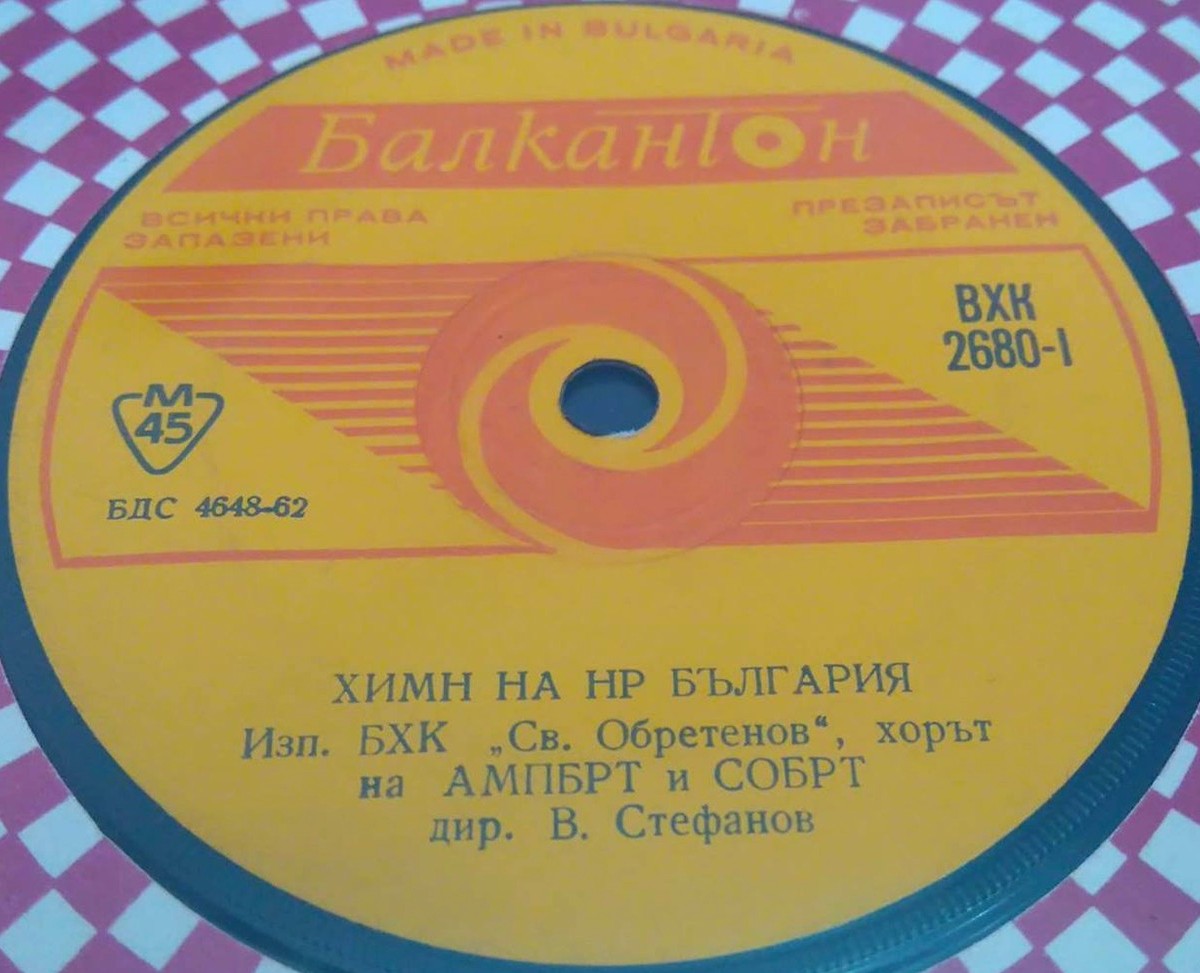 MADE IN BULGARIA
Балкантон
ВСИЧНИ ПРАВА
ЗАПАЗЕНИ
ПРЕЗАПИСЪТ
ЗАБРАНЕН
ВХК
2680-I
М
45
БДС 4648-62
ХИМН НА НР БЪЛГАРИЯ
Изп. БХК „Св. Обретенов“, хорът
на АМПБРТ и СОБРТ
дир. В. Стефанов